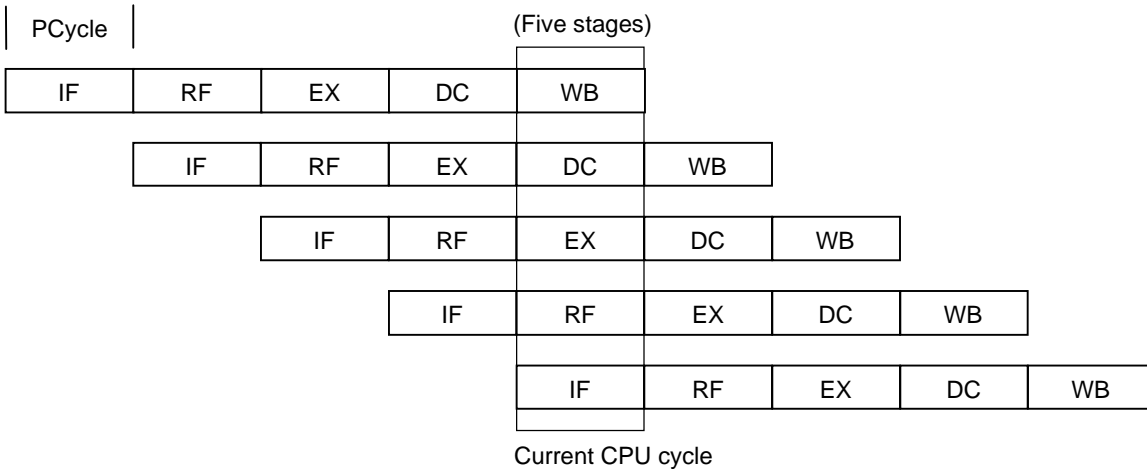 PCycle (Five stages)
IF RF EX DC WB
IF RF EX DC WB
IF RF EX DC WB
IF RF EX DC WB
IF RF EX DC WB
Current CPU cycle